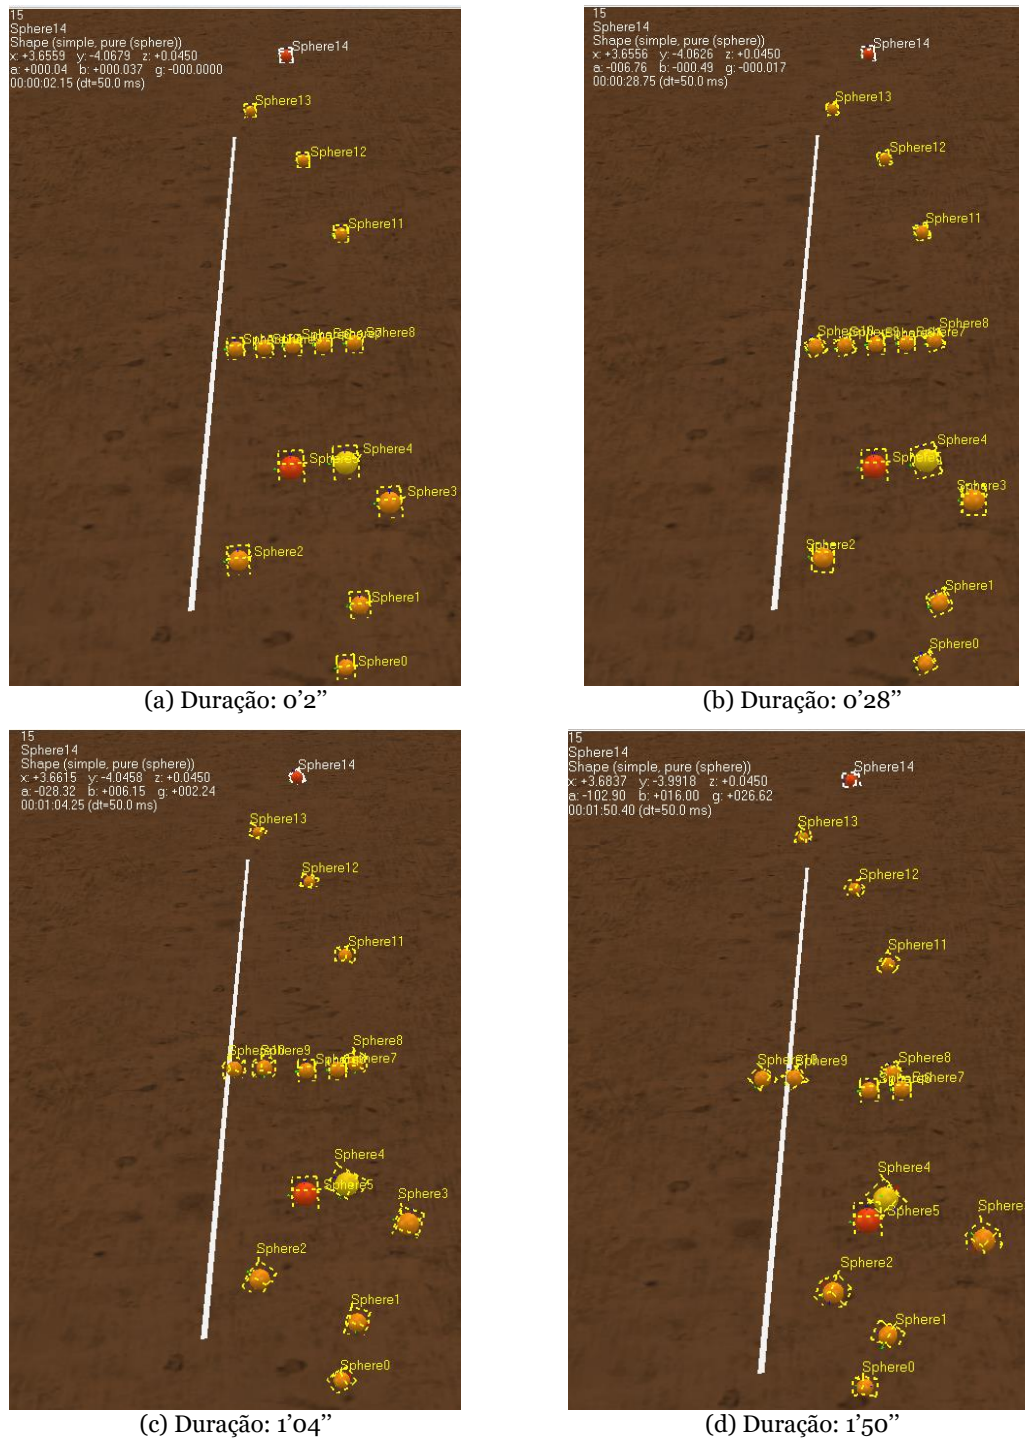 15
Sphere14
Shape (simple, pure (sphere))
x: +3.6559 y: -4.0679 z: +0.0450
a: +000.04 b: +000.037 g: -000.0000
00:00:02.15 (dt=50.0 ms)
Sphere14
Sphere13
Sphere12
Sphere11
Sphere8
Sphere4
Sphere3
Sphere2
Sphere1
Sphere0
(a) Duração: 0’2’’
15
Sphere14
Shape (simple, pure (sphere))
x: +3.6556 y: -4.0626 z: +0.0450
a: -006.76 b: -000.49 g: -000.017
00:00:28.75 (dt=50.0 ms)
Sphere14
Sphere13
Sphere12
Sphere11
Sphere8
Sphere4
Sphere3
Sphere2
Sphere1
Sphere0
(b) Duração: 0’28’’
15
Sphere14
Shape (simple, pure (sphere))
x: +3.6615 y: -4.0458 z: +0.0450
a: -028.32 b: +006.15 g: +002.24
00:01:04.25 (dt=50.0 ms)
Sphere14
Sphere13
Sphere12
Sphere11
Sphere8
Sphere9
Sphere4
Sphere5
Sphere3
Sphere2
Sphere1
Sphere0
(c) Duração: 1’04’’
15
Sphere14
Shape (simple, pure (sphere))
x: +3.6837 y: -3.9918 z: +0.0450
a: -102.90 b: +016.00 g: +026.62
00:01:50.40 (dt=50.0 ms)
Sphere14
Sphere13
Sphere12
Sphere11
Sphere8
Sphere9
Sphere7
Sphere4
Sphere5
Sphere
Sphere2
Sphere1
Sphere0
(d) Duração: 1’50’’